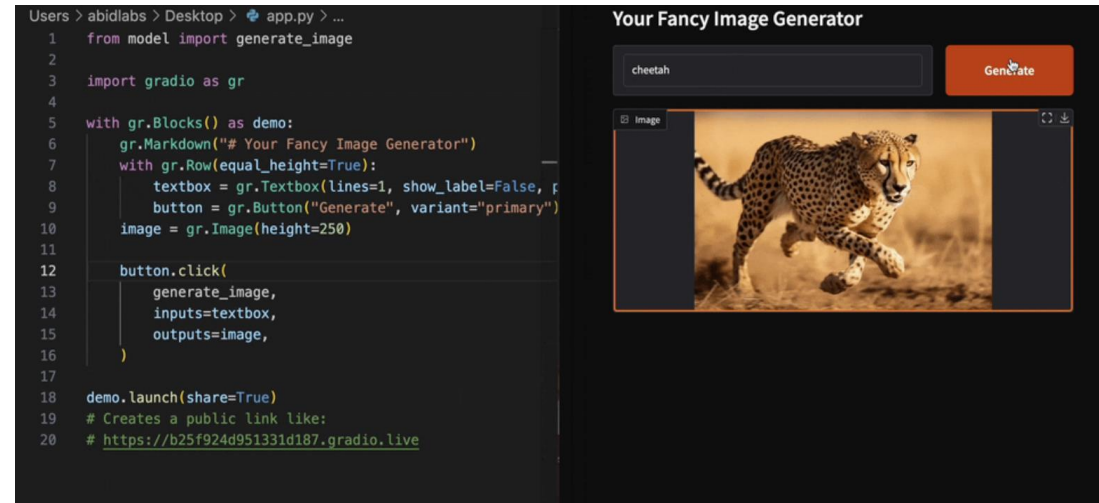 Users > abidlabs > Desktop > app.py > ...
1 from model import generate_image
2
3 import gradio as gr
4
5 with gr.Blocks() as demo:
6 gr.Markdown("# Your Fancy Image Generator")
7 with gr.Row(equal_height=True):
8 textbox = gr.Textbox(lines=1, show_label=False, p
9 button = gr.Button("Generate", variant="primary")
10 image = gr.Image(height=250)
11
12 button.click(
13 generate_image,
14 inputs=textbox,
15 outputs=image,
16 )
17
18 demo.launch(share=True)
19 # Creates a public link like:
20 # https://b25f924d951331d187.gradio.live
Your Fancy Image Generator
cheetah
Generate
Image